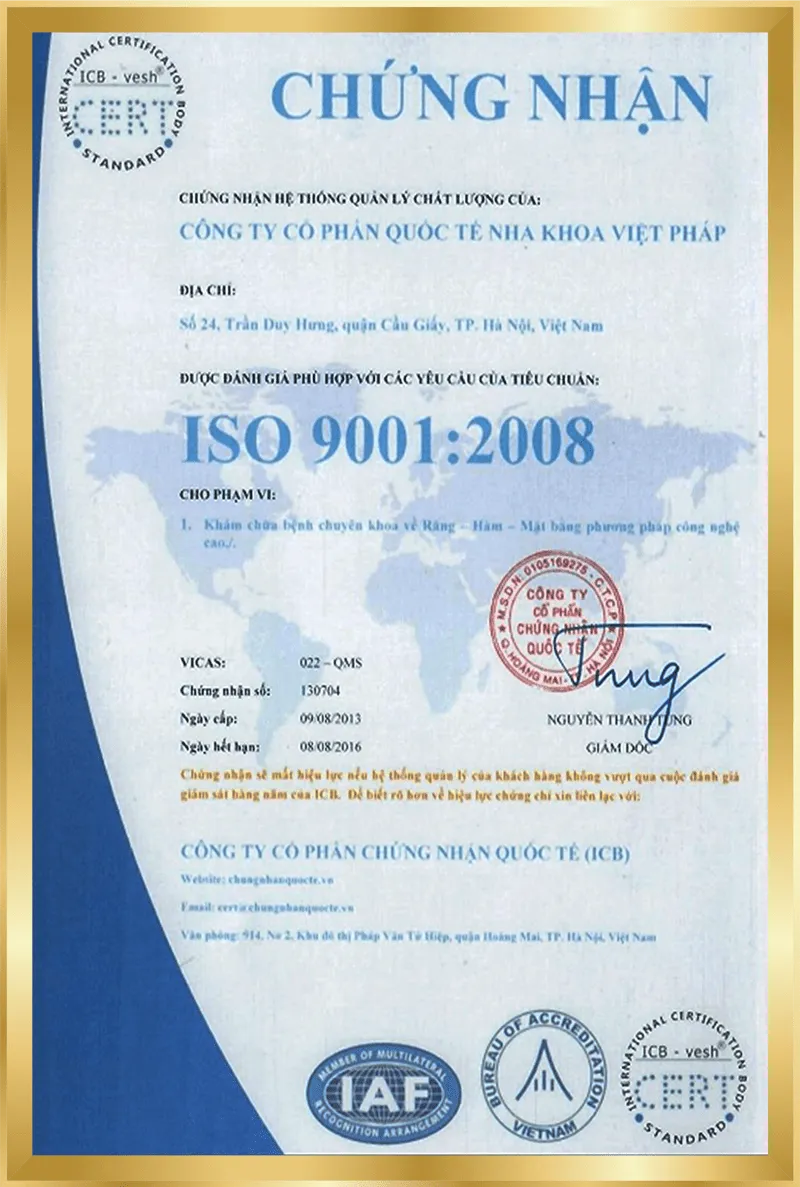 INTERNATIONAL CERTIFICATION BODY
ICB - vesh®
CERT
STANDARD
CHỨNG NHẬN
CHỨNG NHẬN HỆ THỐNG QUẢN LÝ CHẤT LƯỢNG CỦA:
CÔNG TY CỔ PHẦN QUỐC TẾ NHA KHOA VIỆT PHÁP
ĐỊA CHỈ:
Số 24, Trần Duy Hưng, quận Cầu Giấy, TP. Hà Nội, Việt Nam
ĐƯỢC ĐÁNH GIÁ PHÙ HỢP VỚI CÁC YÊU CẦU CỦA TIÊU CHUẨN:
ISO 9001:2008
CHO PHẠM VI:
1. Khám chữa bệnh chuyên khoa về Răng – Hàm – Mặt bằng phương pháp công nghệ
cao./.
M.S.D.N: 0105169275 - C.T.C.P
CÔNG TY
CỔ PHẦN
CHỨNG NHẬN
QUỐC TẾ
Q. HOÀNG MAI - T.P HÀ NỘI
Tung
VICAS: 022 – QMS
Chứng nhận số: 130704
Ngày cấp: 09/08/2013
Ngày hết hạn: 08/08/2016
NGUYỄN THANH TÙNG
GIÁM ĐỐC
Chứng nhận sẽ mất hiệu lực nếu hệ thống quản lý của khách hàng không vượt qua cuộc đánh giá
giám sát hàng năm của ICB. Để biết rõ hơn về hiệu lực chứng chỉ xin liên lạc với:
CÔNG TY CỔ PHẦN CHỨNG NHẬN QUỐC TẾ (ICB)
Website: chungnhanquocte.vn
Email: cert@chungnhanquocte.vn
Văn phòng: 914, No 2, Khu đô thị Pháp Vân Tứ Hiệp, quận Hoàng Mai, TP. Hà Nội, Việt Nam
MEMBER OF MULTILATERAL
IAF
RECOGNITION ARRANGEMENT
BUREAU OF ACCREDITATION
VIETNAM
INTERNATIONAL CERTIFICATION BODY
ICB - vesh®
CERT
STANDARD